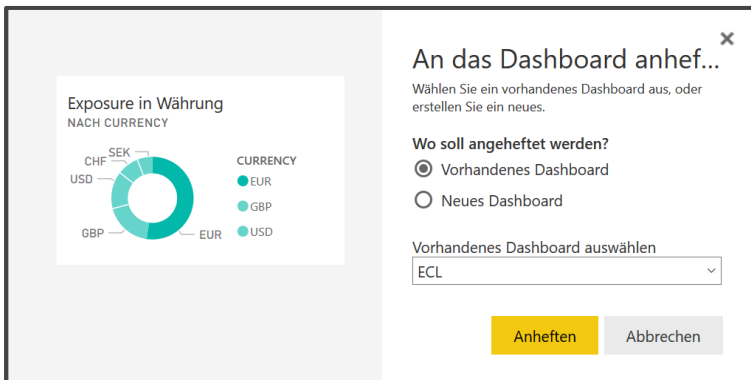 Exposure in Währung
NACH CURRENCY
SEK
CHF
USD
GBP
EUR
CURRENCY
EUR
GBP
USD
An das Dashboard anhef...
Wählen Sie ein vorhandenes Dashboard aus, oder
erstellen Sie ein neues.
Wo soll angeheftet werden?
Vorhandenes Dashboard
Neues Dashboard
Vorhandenes Dashboard auswählen
ECL
Anheften
Abbrechen